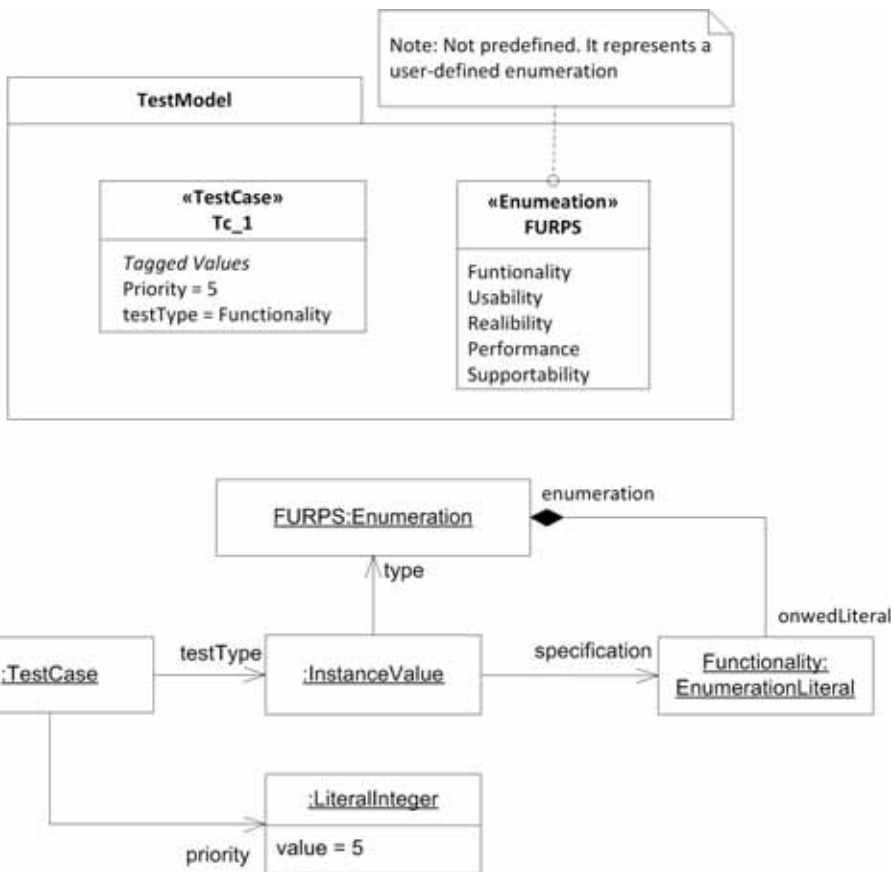 Note: Not predefined. It represents a
user-defined enumeration
TestModel
«TestCase»
Tc_1
Tagged Values
Priority = 5
testType = Functionality
«Enumeation»
FURPS
Funtionality
Usability
Realibility
Performance
Supportability
FURPS:Enumeration
enumeration
type
onwedLiteral
:TestCase
testType
:InstanceValue
specification
Functionality:
EnumerationLiteral
:LiteralInteger
priority
value = 5